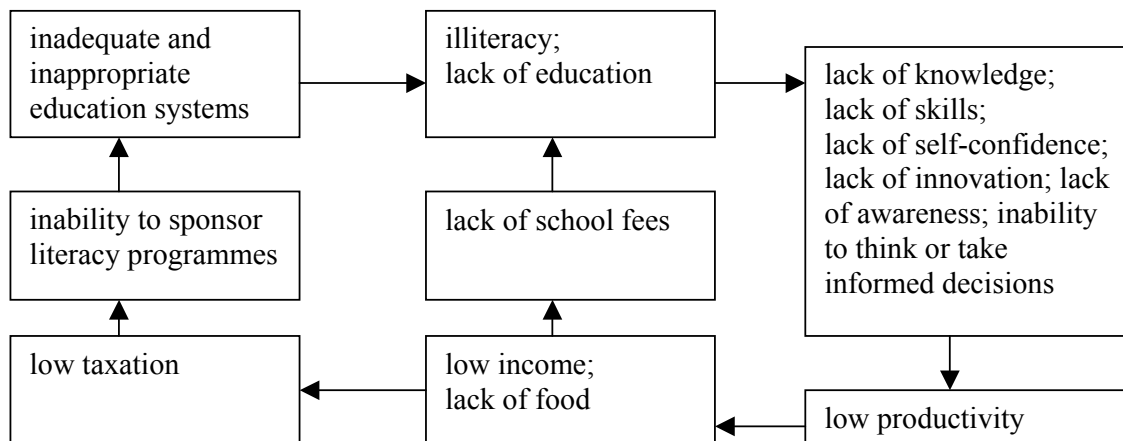 inadequate and
inappropriate
education systems
illiteracy;
lack of education
lack of knowledge;
lack of skills;
lack of self-confidence;
lack of innovation; lack
of awareness; inability
to think or take
informed decisions
inability to sponsor
literacy programmes
lack of school fees
low taxation
low income;
lack of food
low productivity